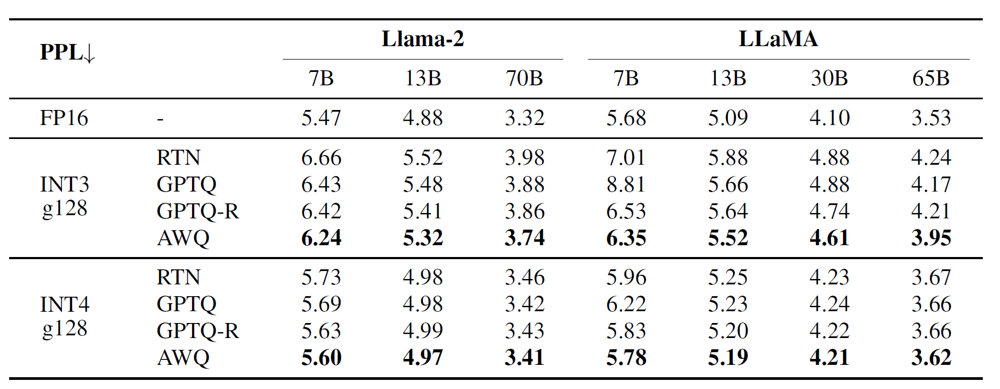 PPL↓ Llama-2 LLaMA
7B 13B 70B 7B 13B 30B 65B
FP16 - 5.47 4.88 3.32 5.68 5.09 4.10 3.53
INT3 g128
RTN 6.66 5.52 3.98 7.01 5.88 4.88 4.24
GPTQ 6.43 5.48 3.88 8.81 5.66 4.88 4.17
GPTQ-R 6.42 5.41 3.86 6.53 5.64 4.74 4.21
AWQ 6.24 5.32 3.74 6.35 5.52 4.61 3.95
INT4 g128
RTN 5.73 4.98 3.46 5.96 5.25 4.23 3.67
GPTQ 5.69 4.98 3.42 6.22 5.23 4.24 3.66
GPTQ-R 5.63 4.99 3.43 5.83 5.20 4.22 3.66
AWQ 5.60 4.97 3.41 5.78 5.19 4.21 3.62